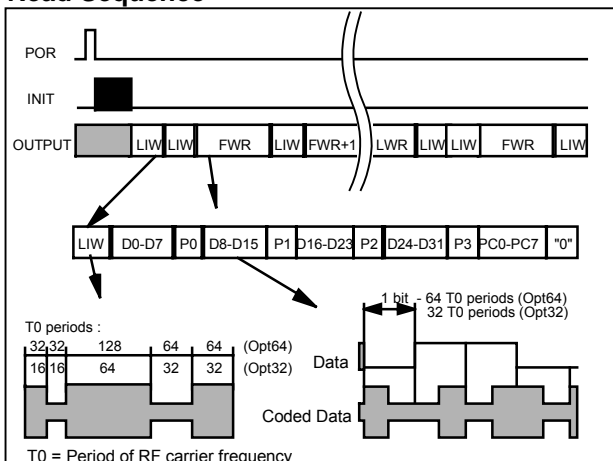 Read Sequence
POR
INIT
OUTPUT LIW LIW FWR LIW FWR+1 LWR LIW LIW FWR LIW
LIW D0-D7 P0 D8-D15 P1 D16-D23 P2 D24-D31 P3 PC0-PC7 "0"
1 bit - 64 T0 periods (Opt64)
32 T0 periods (Opt32)
T0 periods :
32 32 128 64 64 (Opt64)
16 16 64 32 32 (Opt32)
Data
Coded Data
T0 = Period of RF carrier frequency